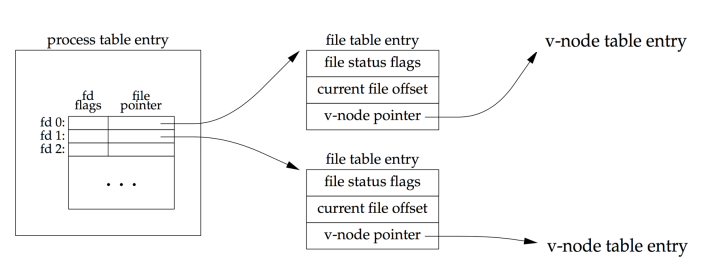 process table entry
fd flags
file pointer
fd 0:
fd 1:
fd 2:
. . .
file table entry
file status flags
current file offset
v-node pointer
v-node table entry
file table entry
file status flags
current file offset
v-node pointer
v-node table entry